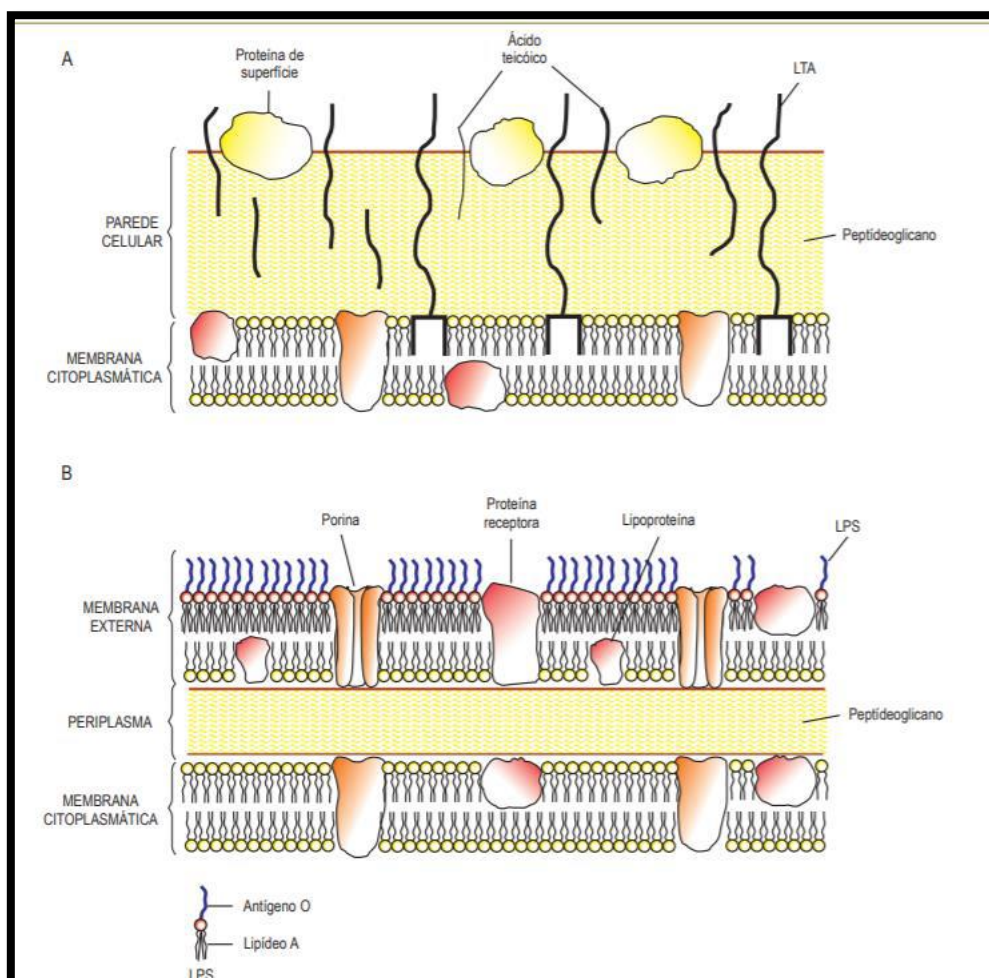 A
Proteína de
superfície
Ácido
teicóico
LTA
PAREDE
CELULAR
Peptideoglicano
MEMBRANA
CITOPLASMÁTICA
B
Porina
Proteína
receptora
Lipoproteína
LPS
MEMBRANA
EXTERNA
PERIPLASMA
Peptídeoglicano
MEMBRANA
CITOPLASMÁTICA
Antígeno O
Lipídeo A
LPS